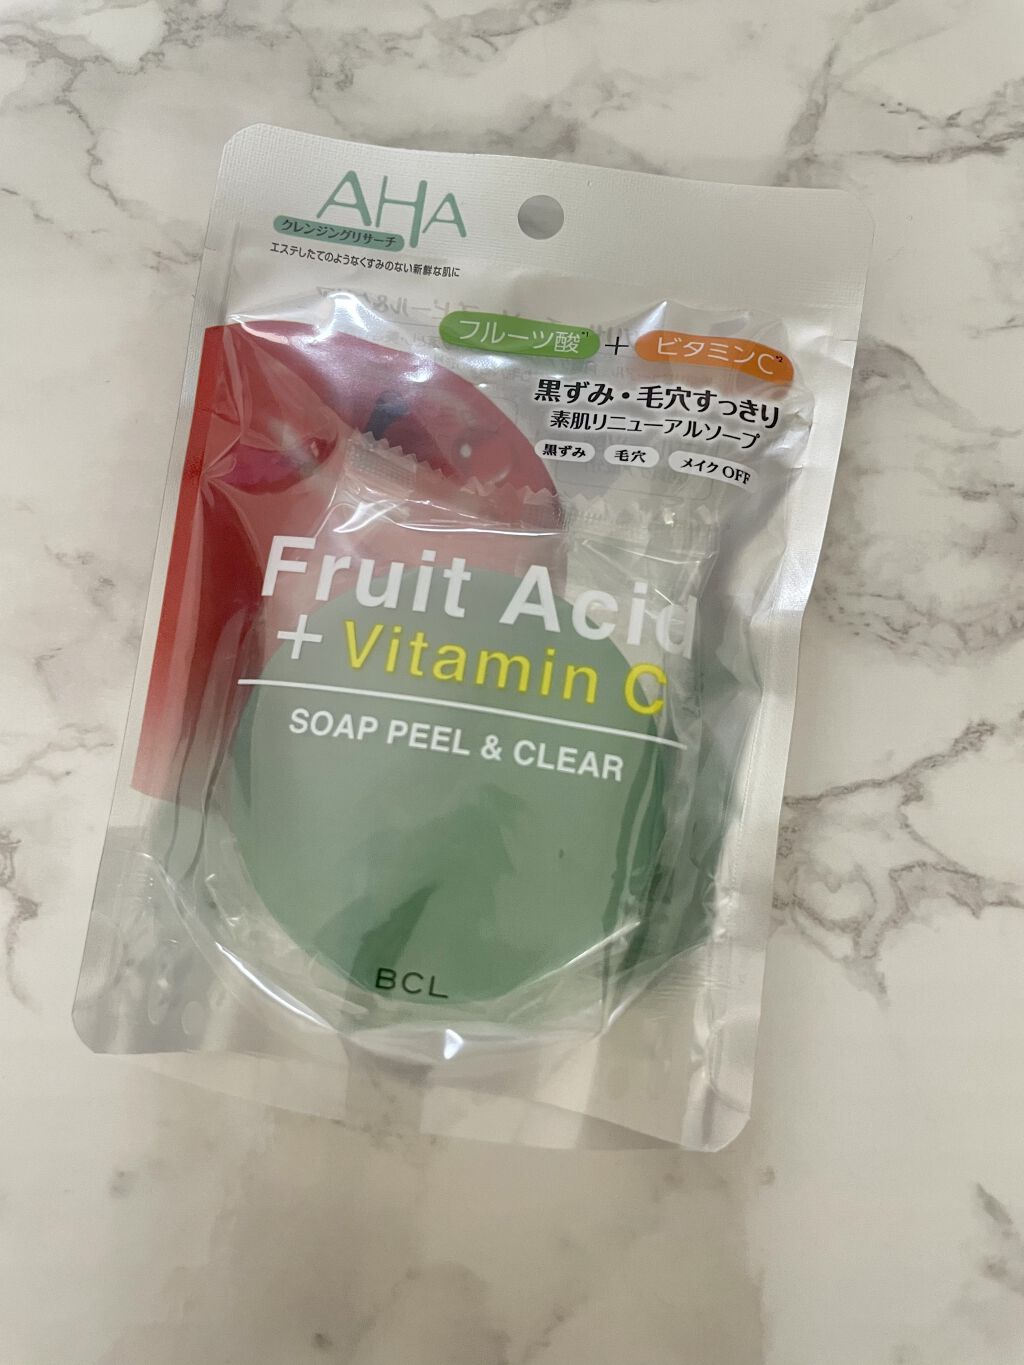 AHA
クレンジングリサーチ
エステしたてのようなくすみのない新鮮な肌に
フルーツ酸*1 + ビタミンC*2
黒ずみ・毛穴すっきり
素肌リニューアルソープ
黒ずみ 毛穴 メイクOFF
Fruit Acid
+ Vitamin C
SOAP PEEL & CLEAR
BCL